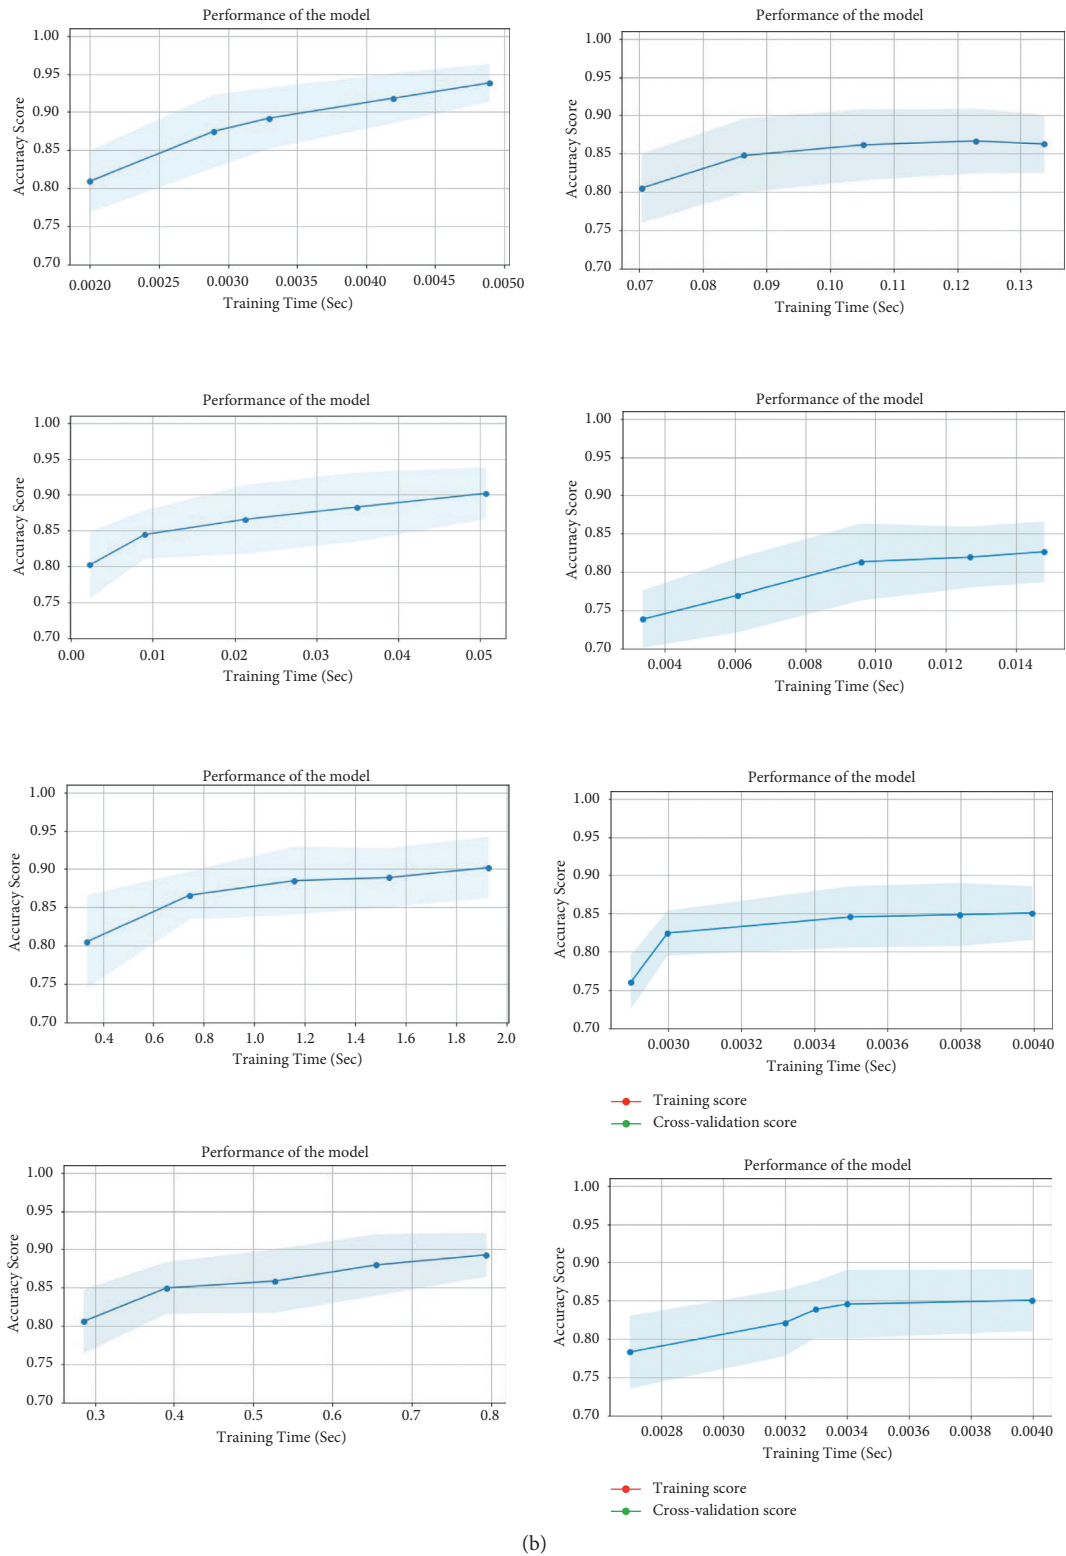 Performance of the model
1.00
0.95
0.90
0.85
0.80
0.75
0.70
Accuracy Score
0.0020 0.0025 0.0030 0.0035 0.0040 0.0045 0.0050
Training Time (Sec)
Performance of the model
1.00
0.95
0.90
0.85
0.80
0.75
0.70
Accuracy Score
0.07 0.08 0.09 0.10 0.11 0.12 0.13
Training Time (Sec)
Performance of the model
1.00
0.95
0.90
0.85
0.80
0.75
0.70
Accuracy Score
0.00 0.01 0.02 0.03 0.04 0.05
Training Time (Sec)
Performance of the model
1.00
0.95
0.90
0.85
0.80
0.75
0.70
Accuracy Score
0.004 0.006 0.008 0.010 0.012 0.014
Training Time (Sec)
Performance of the model
1.00
0.95
0.90
0.85
0.80
0.75
0.70
Accuracy Score
0.4 0.6 0.8 1.0 1.2 1.4 1.6 1.8 2.0
Training Time (Sec)
Performance of the model
1.00
0.95
0.90
0.85
0.80
0.75
0.70
Accuracy Score
0.0030 0.0032 0.0034 0.0036 0.0038 0.0040
Training Time (Sec)
Training score
Cross-validation score
Performance of the model
1.00
0.95
0.90
0.85
0.80
0.75
0.70
Accuracy Score
0.3 0.4 0.5 0.6 0.7 0.8
Training Time (Sec)
Performance of the model
1.00
0.95
0.90
0.85
0.80
0.75
0.70
Accuracy Score
0.0028 0.0030 0.0032 0.0034 0.0036 0.0038 0.0040
Training Time (Sec)
Training score
Cross-validation score
(b)